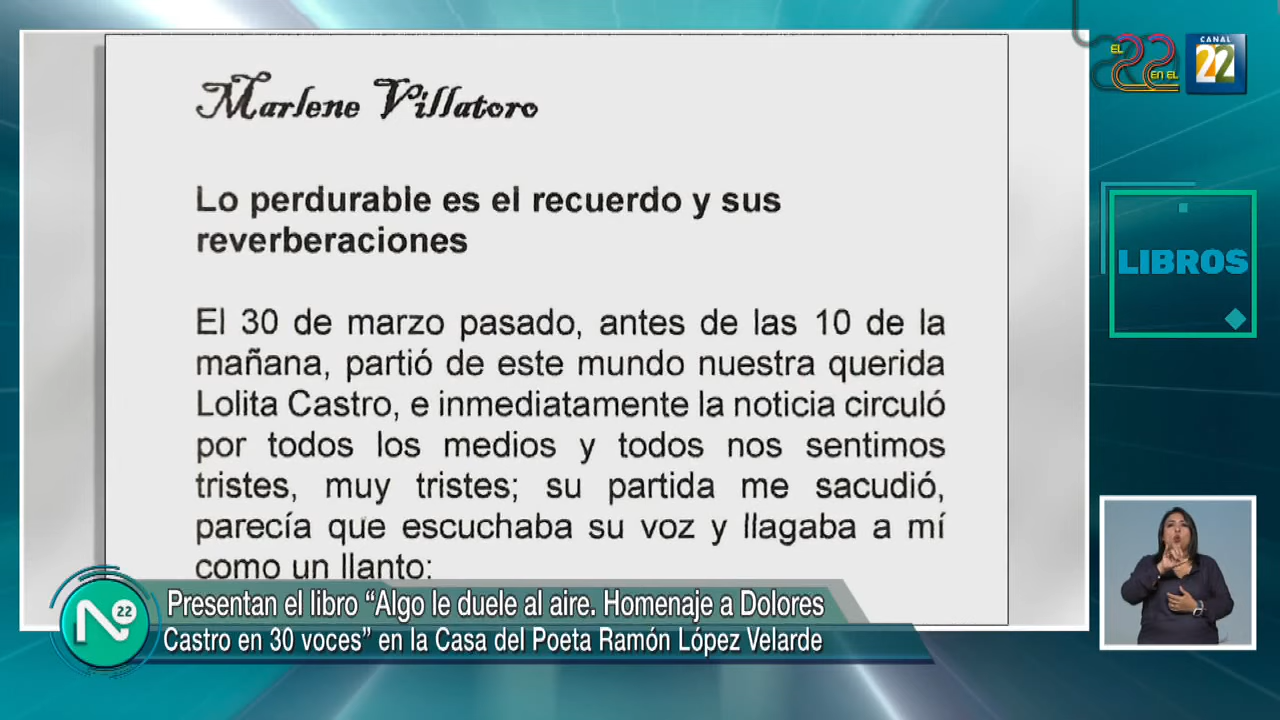 Marlene Villatoro
Lo perdurable es el recuerdo y sus
reverberaciones
El 30 de marzo pasado, antes de las 10 de la
mañana, partió de este mundo nuestra querida
Lolita Castro, e inmediatamente la noticia circuló
por todos los medios y todos nos sentimos
tristes, muy tristes; su partida me sacudió,
parecía que escuchaba su voz y llagaba a mí
como un llanto:
EL 22 EN EL
CANAL 22
LIBROS
N 22
Presentan el libro “Algo le duele al aire. Homenaje a Dolores
Castro en 30 voces” en la Casa del Poeta Ramón López Velarde